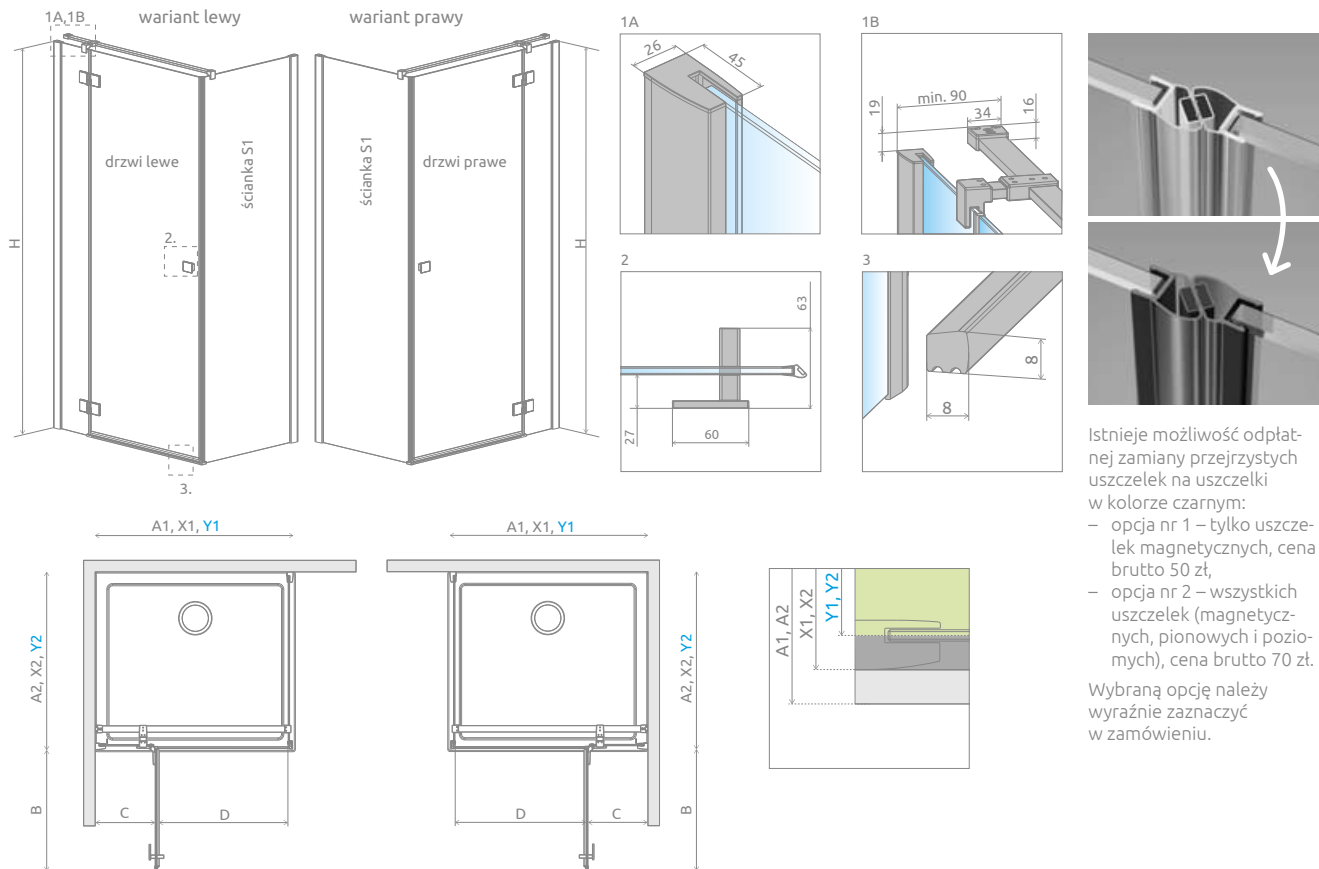 1A,1B
wariant lewy
wariant prawy
H
drzwi lewe
ścianka S1
2.
3.
ścianka S1
drzwi prawe
H
1A
26
45
1B
19
min. 90
34
16
2
63
27
60
3
8
8
Istnieje możliwość odpłat-
nej zamiany przejrzystych
uszczelek na uszczelki
w kolorze czarnym:
– opcja nr 1 – tylko uszcze-
lek magnetycznych, cena
brutto 50 zł,
– opcja nr 2 – wszystkich
uszczelek (magnetycz-
nych, pionowych i pozio-
mych), cena brutto 70 zł.
Wybraną opcję należy
wyraźnie zaznaczyć
w zamówieniu.
A1, X1, Y1
A2, X2, Y2
B
C
D
A1, X1, Y1
A2, X2, Y2
D
C
B
A1, A2
X1, X2
Y1, Y2